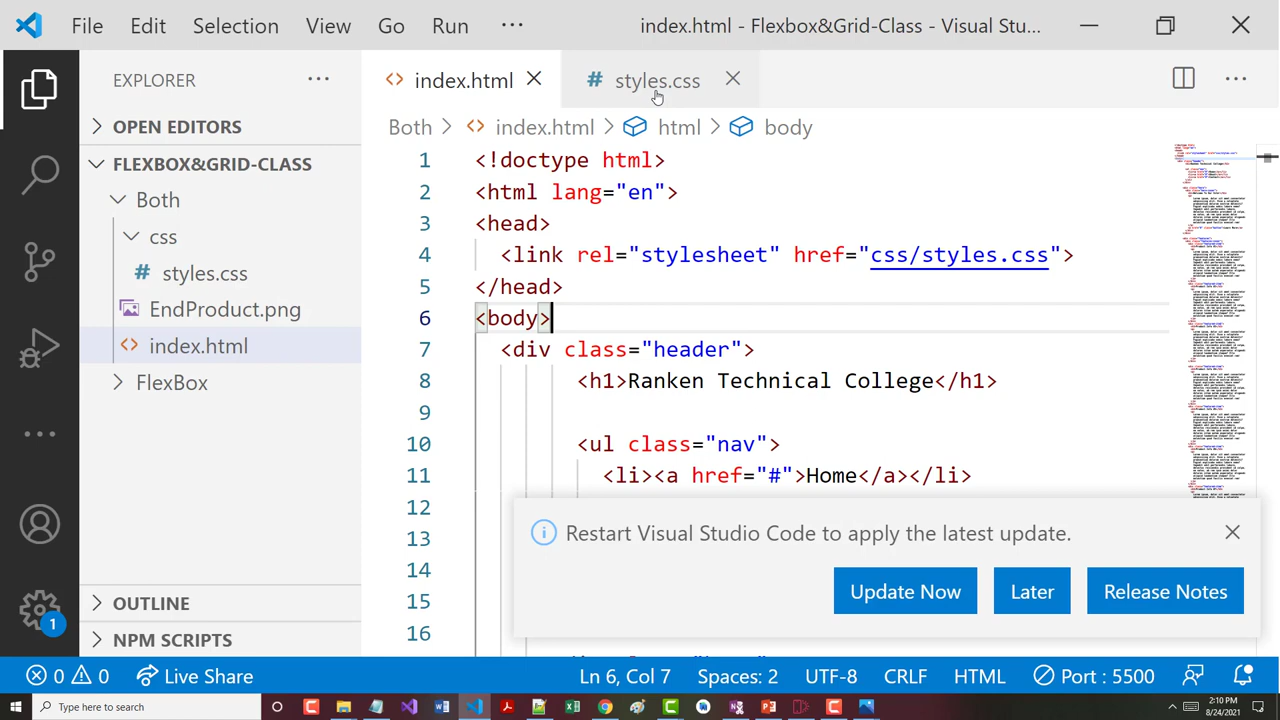 File Edit Selection View Go Run ··· index.html - Flexbox&Grid-Class - Visual Stu...
EXPLORER ···
index.html
# styles.css
Both > index.html > html > body
OPEN EDITORS
FLEXBOX&GRID-CLASS
Both
css
# styles.css
EndProduct.png
index.html
FlexBox
OUTLINE
NPM SCRIPTS
1 <!doctype html>
2 <html lang="en">
3 <head>
4 <link rel="stylesheet" href="css/styles.css">
5 </head>
6 <body>
7 <div class="header">
8 <h1>Ranken Technical College</h1>
9
10 <ul class="nav">
11 <li><a href="#">Home</a></li>
12
13
14
15
16
Restart Visual Studio Code to apply the latest update.
Update Now Later Release Notes
1
0 0 Live Share Ln 6, Col 7 Spaces: 2 UTF-8 CRLF HTML Port : 5500
Type here to search
2:10 PM
8/24/2021